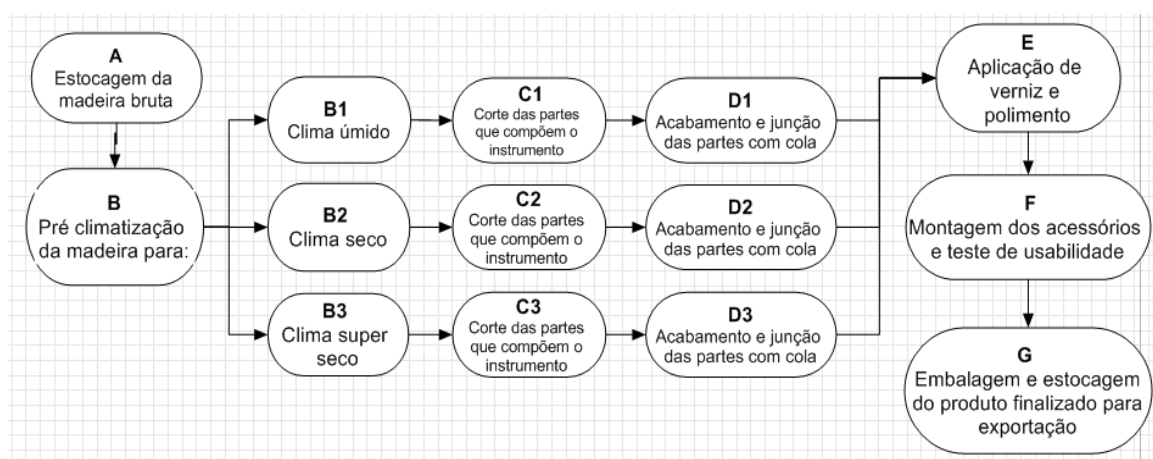 A
Estocagem da
madeira bruta
B
Pré climatização
da madeira para:
B1
Clima úmido
C1
Corte das partes
que compõem o
instrumento
D1
Acabamento e junção
das partes com cola
B2
Clima seco
C2
Corte das partes
que compõem o
instrumento
D2
Acabamento e junção
das partes com cola
B3
Clima super
seco
C3
Corte das partes
que compõem o
instrumento
D3
Acabamento e junção
das partes com cola
E
Aplicação de
verniz e
polimento
F
Montagem dos acessórios
e teste de usabilidade
G
Embalagem e estocagem
do produto finalizado para
exportação